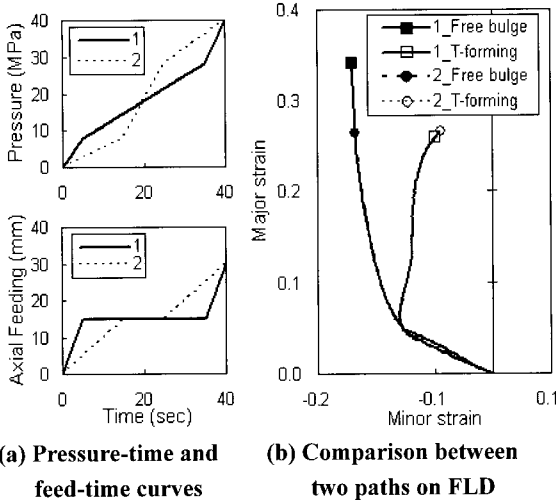 Pressure (MPa)
40
30
20
10
0
1
2
0
20
40
Axial Feeding (mm)
40
30
20
10
0
1
2
0
20
40
Time (sec)
(a) Pressure-time and
feed-time curves
Major strain
0.4
0.3
0.2
0.1
0.0
1_Free bulge
1_T-forming
2_Free bulge
2_T-forming
-0.2
-0.1
0.1
Minor strain
(b) Comparison between
two paths on FLD